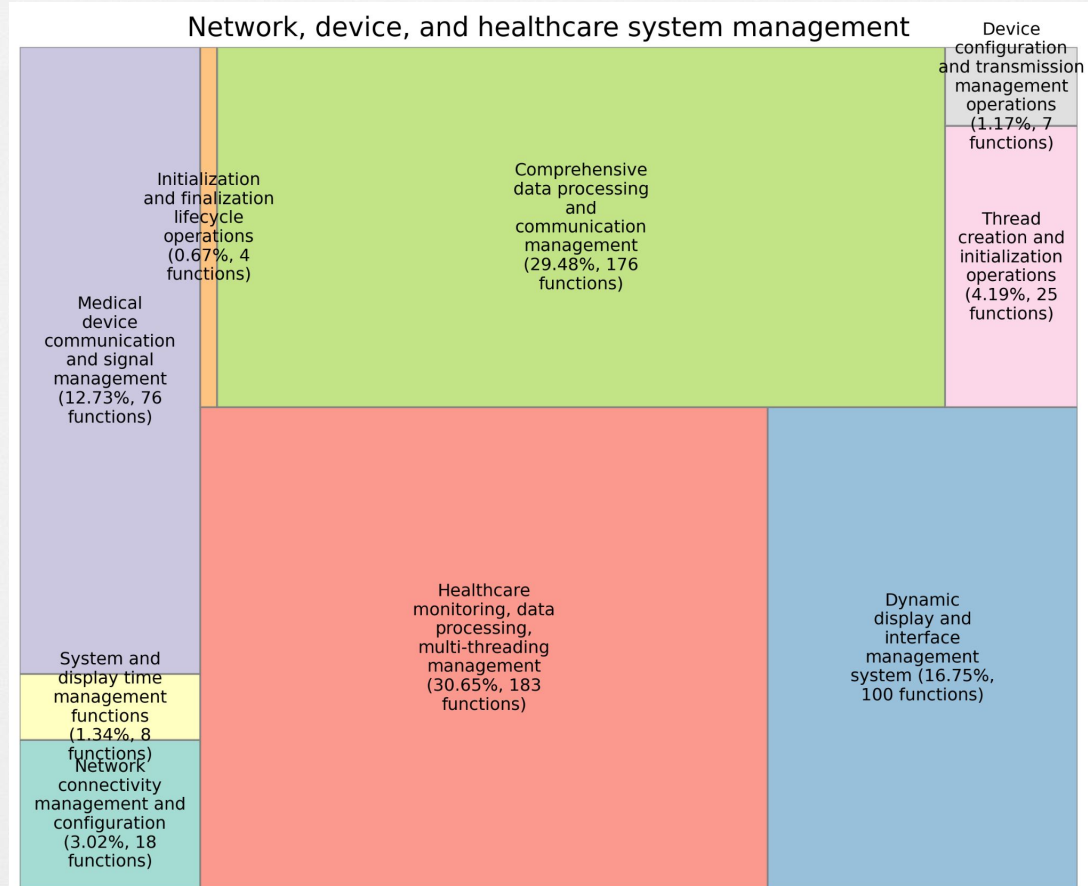 Network, device, and healthcare system management
Device
configuration
and transmission
management
operations
(1.17%, 7
functions)
Initialization
and finalization
lifecycle
operations
(0.67%, 4
functions)
Comprehensive
data processing
and
communication
management
(29.48%, 176
functions)
Thread
creation and
initialization
operations
(4.19%, 25
functions)
Medical
device
communication
and signal
management
(12.73%, 76
functions)
Healthcare
monitoring, data
processing,
multi-threading
management
(30.65%, 183
functions)
Dynamic
display and
interface
management
system (16.75%,
100 functions)
System and
display time
management
functions
(1.34%, 8
functions)
Network
connectivity
management and
configuration
(3.02%, 18
functions)